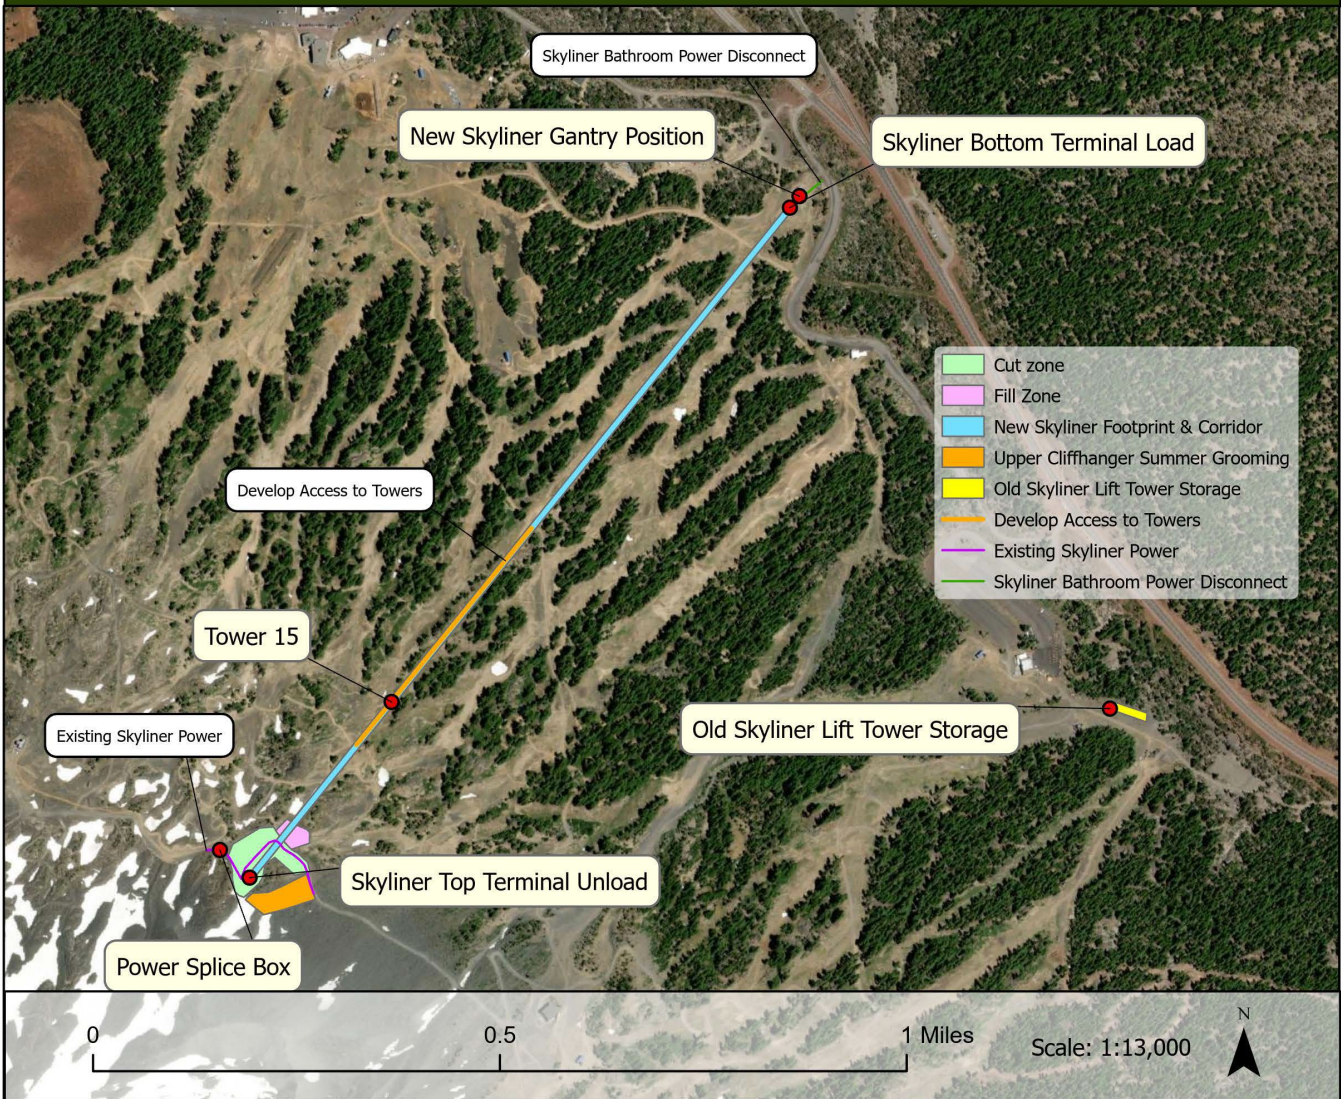 Skyliner Bathroom Power Disconnect
New Skyliner Gantry Position
Skyliner Bottom Terminal Load
Cut zone
Fill Zone
New Skyliner Footprint & Corridor
Upper Cliffhanger Summer Grooming
Old Skyliner Lift Tower Storage
Develop Access to Towers
Existing Skyliner Power
Skyliner Bathroom Power Disconnect
Develop Access to Towers
Tower 15
Existing Skyliner Power
Old Skyliner Lift Tower Storage
Skyliner Top Terminal Unload
Power Splice Box
0 0.5 1 Miles
Scale: 1:13,000
N